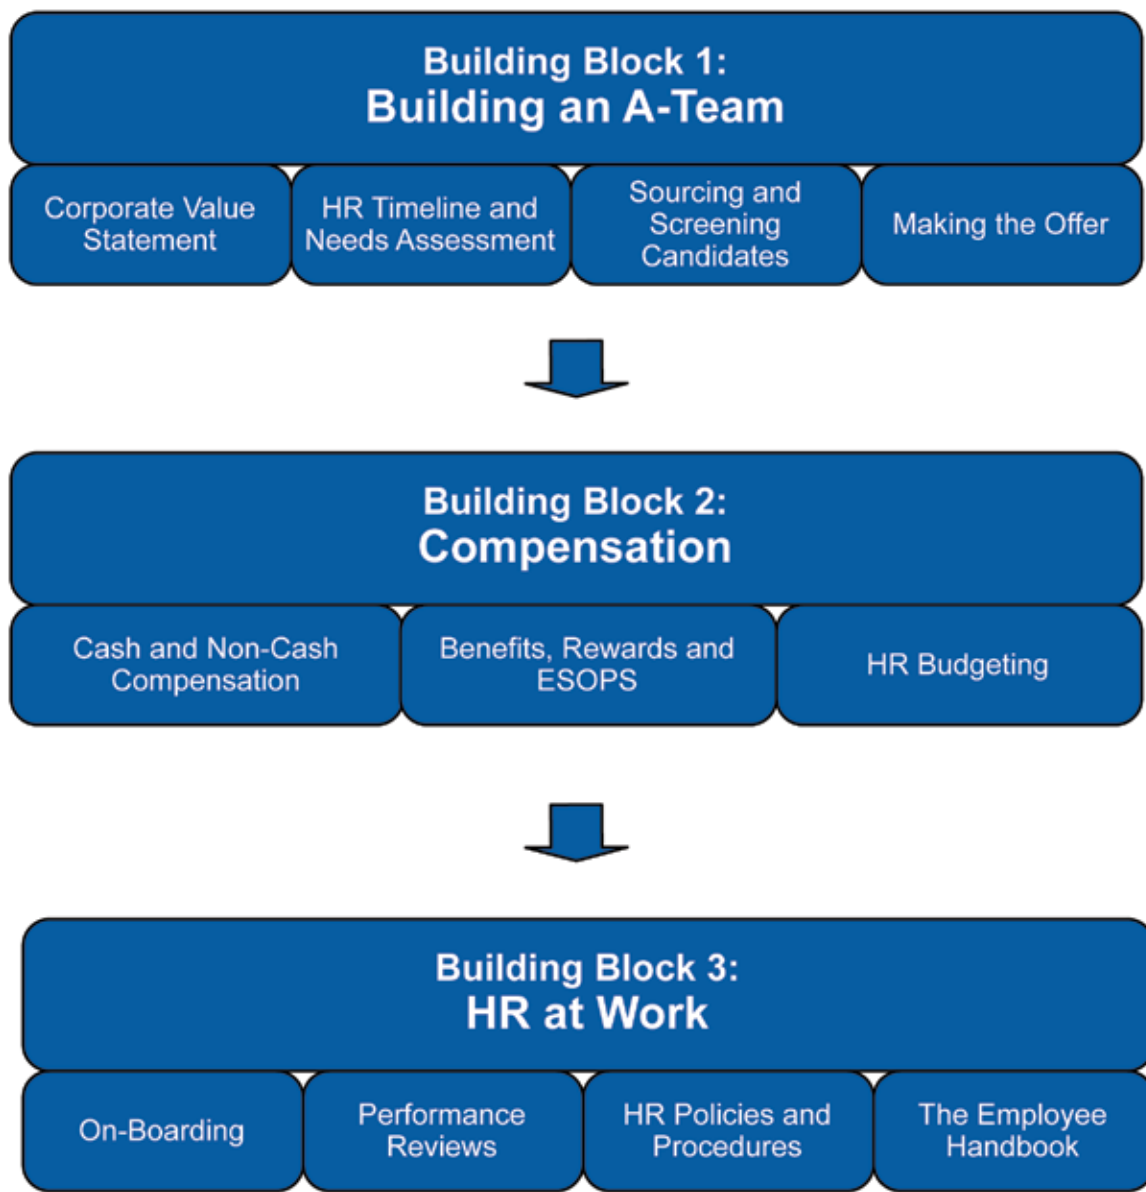 Building Block 1:
Building an A-Team
Corporate Value
Statement
HR Timeline and
Needs Assessment
Sourcing and
Screening
Candidates
Making the Offer
Building Block 2:
Compensation
Cash and Non-Cash
Compensation
Benefits, Rewards and
ESOPS
HR Budgeting
Building Block 3:
HR at Work
On-Boarding
Performance
Reviews
HR Policies and
Procedures
The Employee
Handbook